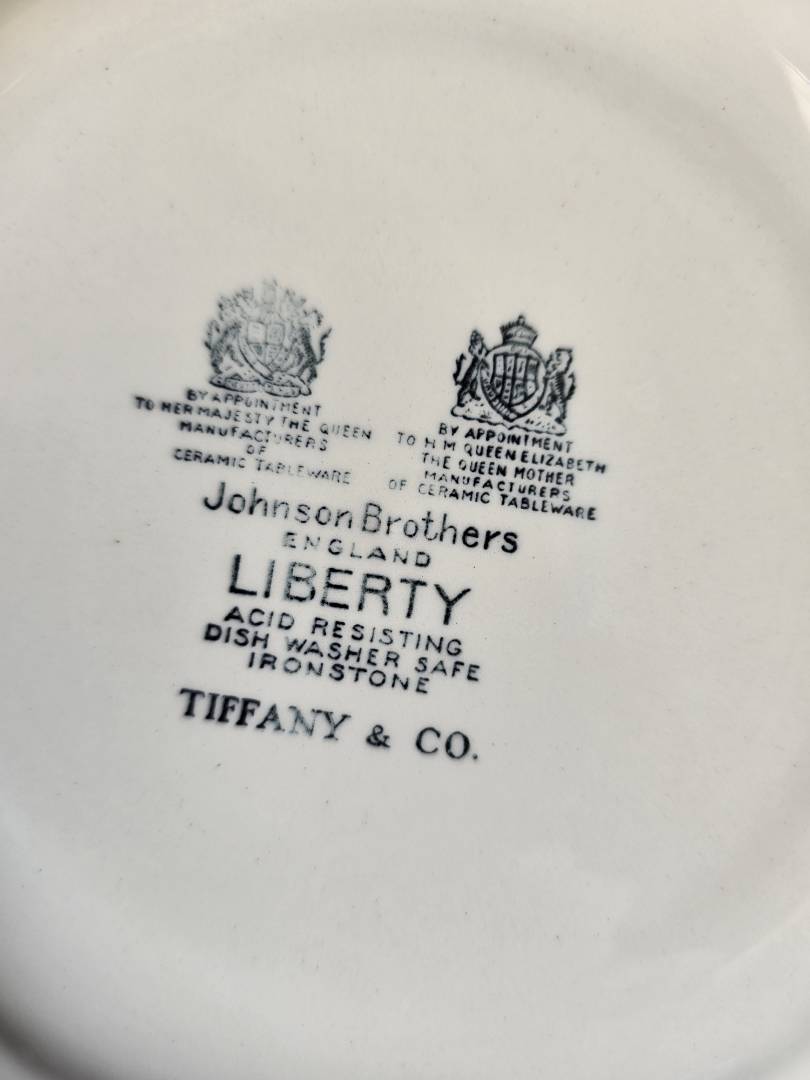 BY APPOINTMENT
TO HER MAJESTY THE QUEEN
MANUFACTURERS
OF
CERAMIC TABLEWARE
BY APPOINTMENT
TO H M QUEEN ELIZABETH
THE QUEEN MOTHER
MANUFACTURERS
OF CERAMIC TABLEWARE
Johnson Brothers
ENGLAND
LIBERTY
ACID RESISTING
DISH WASHER SAFE
IRONSTONE
TIFFANY & CO.